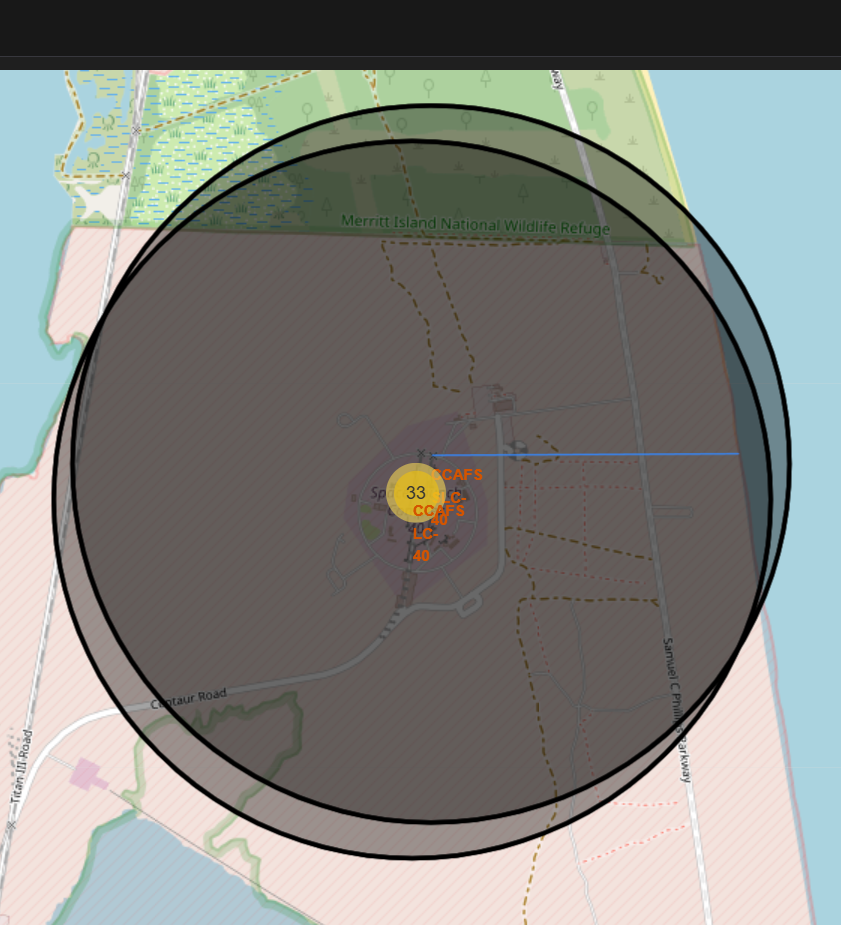 way
Merritt Island National Wildlife Refuge
33
CCAFS
LC-
40
CCAFS
LC-
40
Centaur Road
Samuel C Phillips Parkway
Titan III Road